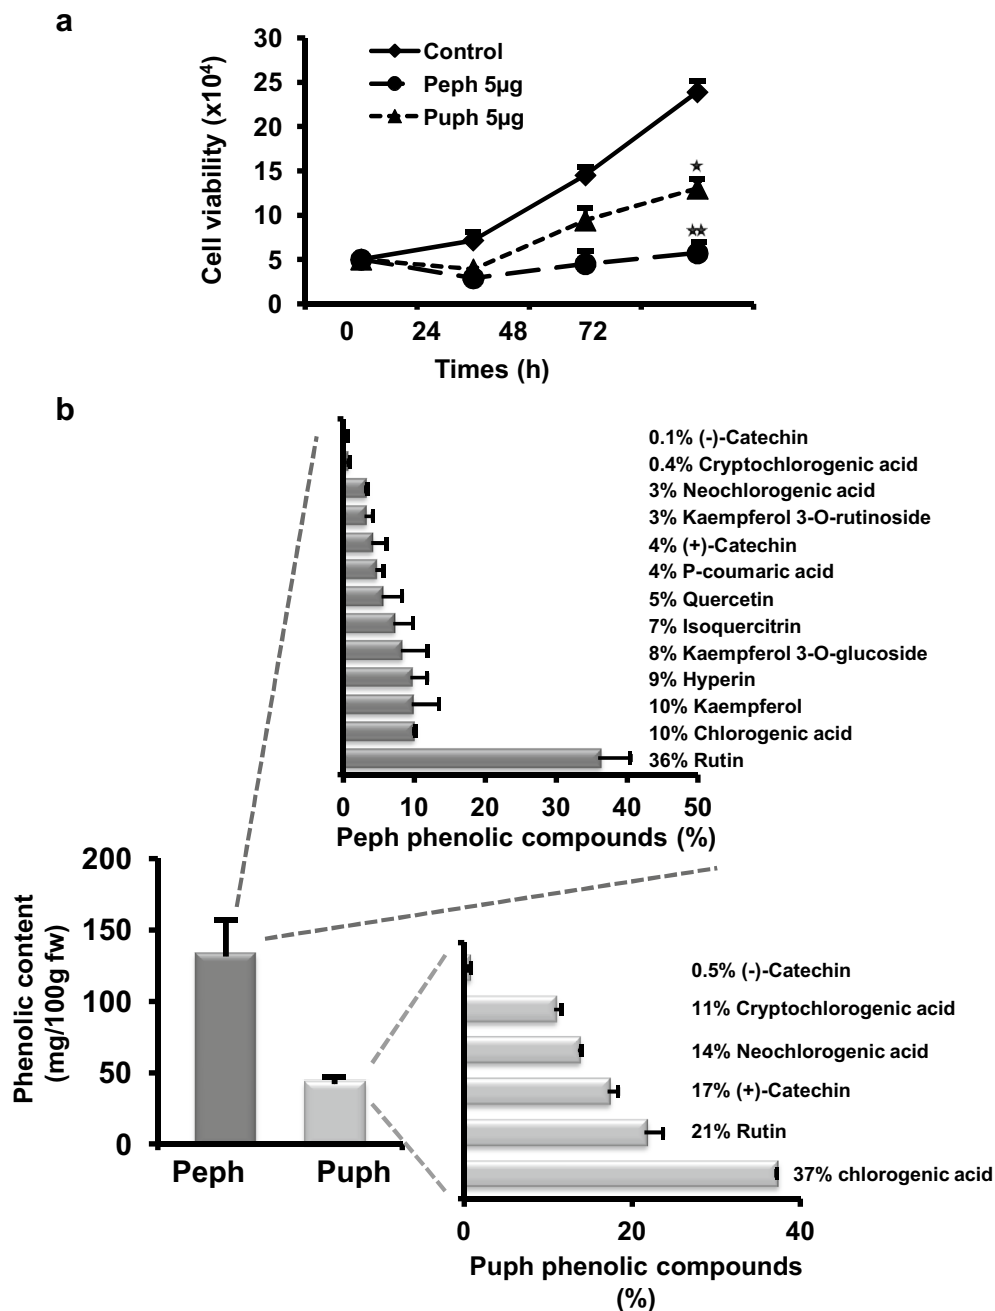 a
30
25
20
15
10
5
0
Cell viability (x10⁴)
Control
Peph 5µg
Puph 5µg
0 24 48 72
Times (h)
b
0.1% (-)-Catechin
0.4% Cryptochlorogenic acid
3% Neochlorogenic acid
3% Kaempferol 3-O-rutinoside
4% (+)-Catechin
4% P-coumaric acid
5% Quercetin
7% Isoquercitrin
8% Kaempferol 3-O-glucoside
9% Hyperin
10% Kaempferol
10% Chlorogenic acid
36% Rutin
0 10 20 30 40 50
Peph phenolic compounds (%)
200
150
100
50
0
Phenolic content
(mg/100g fw)
Peph Puph
0.5% (-)-Catechin
11% Cryptochlorogenic acid
14% Neochlorogenic acid
17% (+)-Catechin
21% Rutin
37% chlorogenic acid
0 20 40
Puph phenolic compounds
(%)